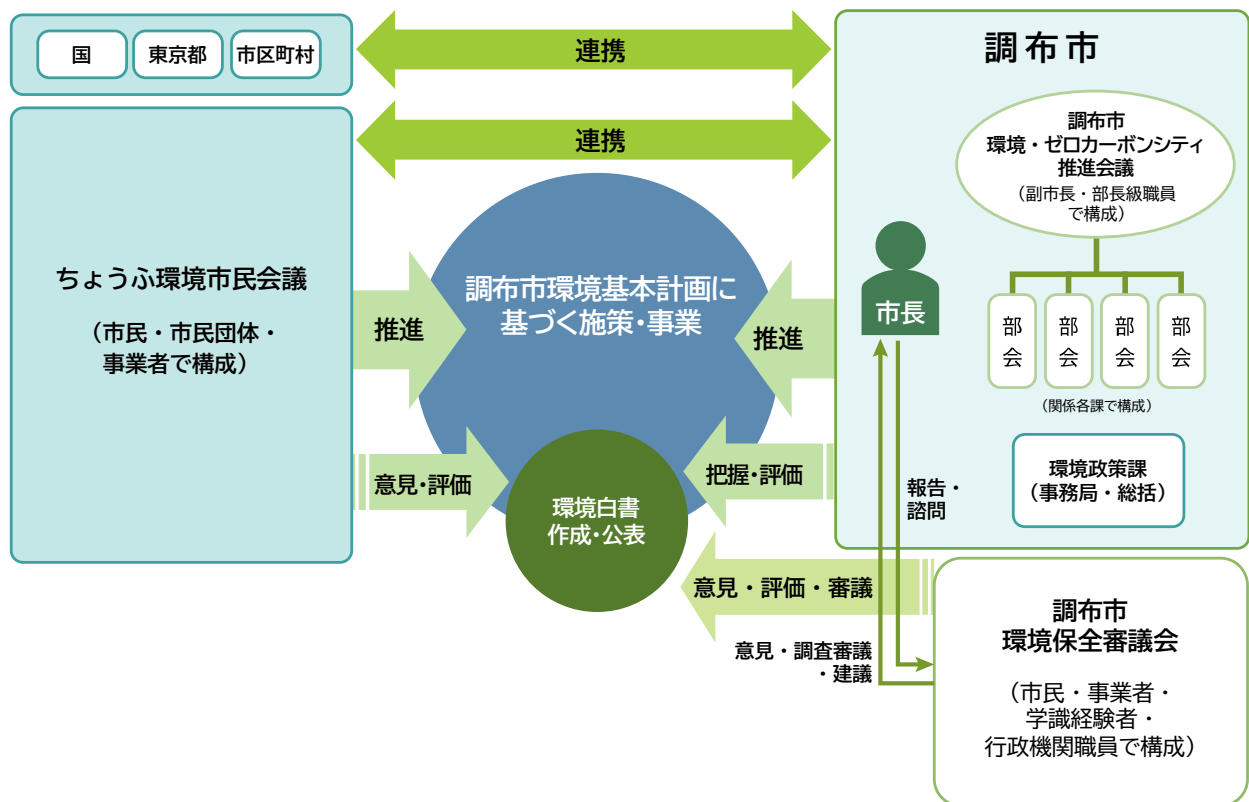 国
東京都
市区町村
連携
調布市
連携
調布市
環境・ゼロカーボンシティ
推進会議
（副市長・部長級職員
で構成）
ちょうふ環境市民会議
（市民・市民団体・
事業者で構成）
推進
調布市環境基本計画に
基づく施策・事業
推進
市長
部会
部会
部会
部会
（関係各課で構成）
意見・評価
環境白書
作成・公表
把握・評価
報告・
諮問
環境政策課
（事務局・総括）
意見・評価・審議
意見・調査審議
・建議
調布市
環境保全審議会
（市民・事業者・
学識経験者・
行政機関職員で構成）